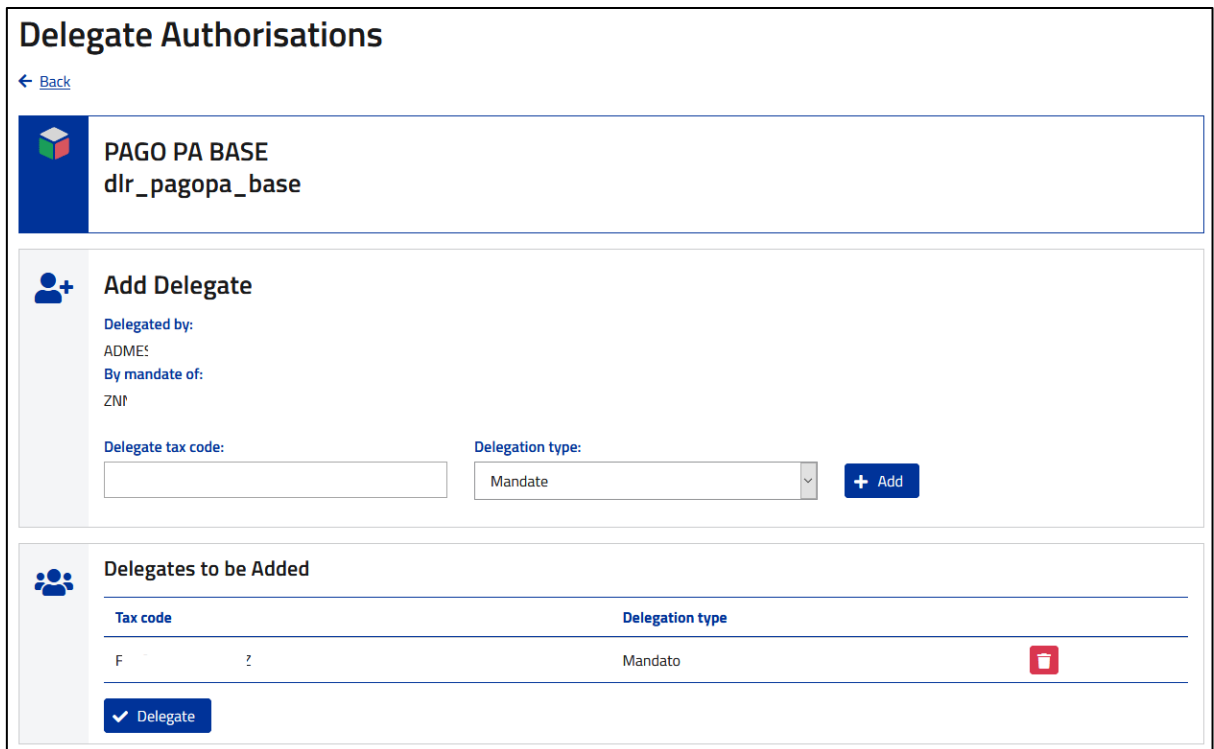 Delegate Authorisations
Back
PAGO PA BASE
dlr_pagopa_base
Add Delegate
Delegated by:
By mandate of:
Delegate tax code: Delegation type:
Mandate + Add
Delegates to be Added
Tax code Delegation type
Mandato
Delegate